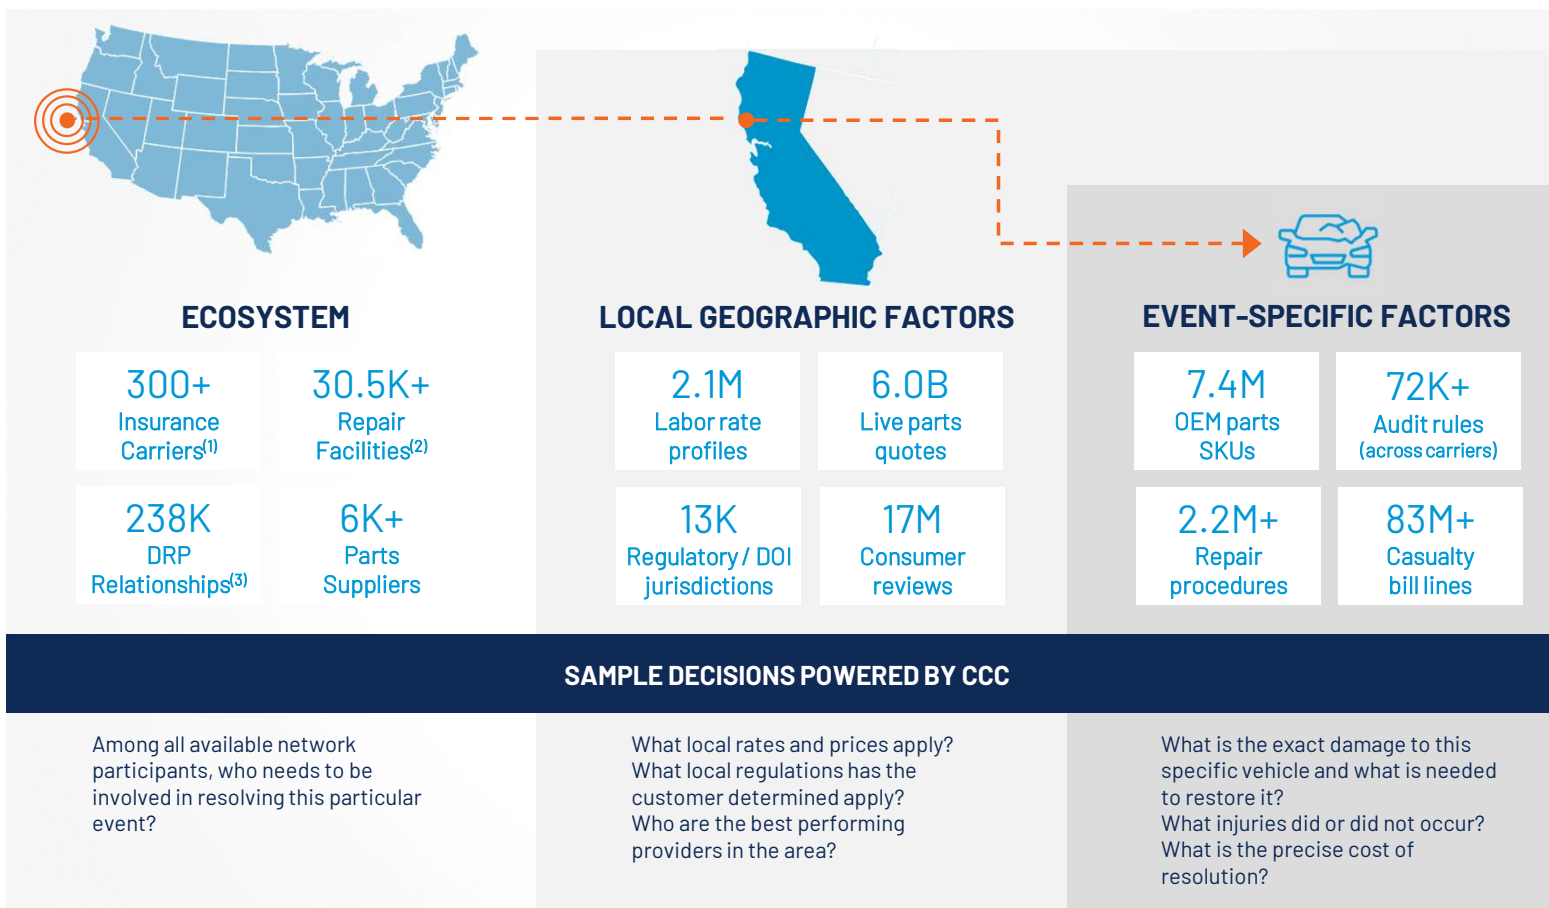 ECOSYSTEM
300+
Insurance
Carriers(1)
30.5K+
Repair
Facilities(2)
238K
DRP
Relationships(3)
6K+
Parts
Suppliers
LOCAL GEOGRAPHIC FACTORS
2.1M
Labor rate
profiles
6.0B
Live parts
quotes
13K
Regulatory / DOI
jurisdictions
17M
Consumer
reviews
EVENT-SPECIFIC FACTORS
7.4M
OEM parts
SKUs
72K+
Audit rules
(across carriers)
2.2M+
Repair
procedures
83M+
Casualty
bill lines
SAMPLE DECISIONS POWERED BY CCC
Among all available network
participants, who needs to be
involved in resolving this particular
event?
What local rates and prices apply?
What local regulations has the
customer determined apply?
Who are the best performing
providers in the area?
What is the exact damage to this
specific vehicle and what is needed
to restore it?
What injuries did or did not occur?
What is the precise cost of
resolution?